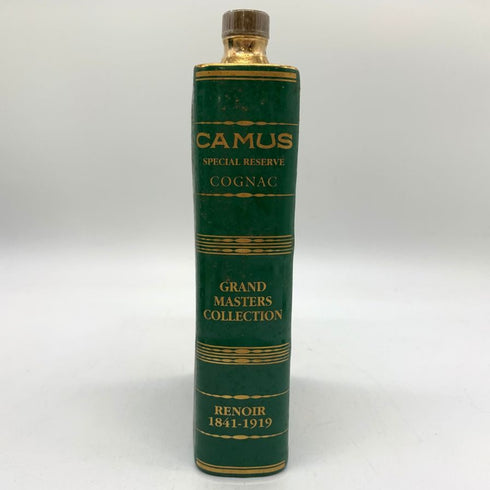 CAMUS
SPECIAL RESERVE
COGNAC
GRAND
MASTERS
COLLECTION
RENOIR
1841-1919